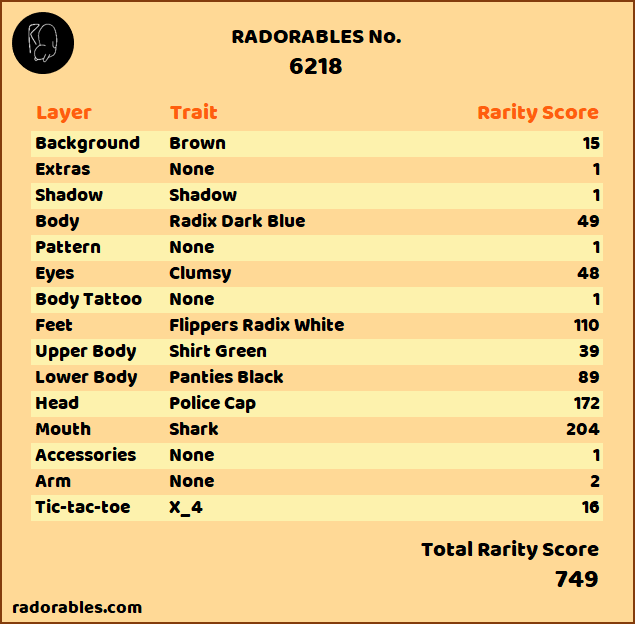 RADORABLES No.
6218
Layer Trait Rarity Score
Background Brown 15
Extras None 1
Shadow Shadow 1
Body Radix Dark Blue 49
Pattern None 1
Eyes Clumsy 48
Body Tattoo None 1
Feet Flippers Radix White 110
Upper Body Shirt Green 39
Lower Body Panties Black 89
Head Police Cap 172
Mouth Shark 204
Accessories None 1
Arm None 2
Tic-tac-toe X_4 16
Total Rarity Score
749
radorables.com